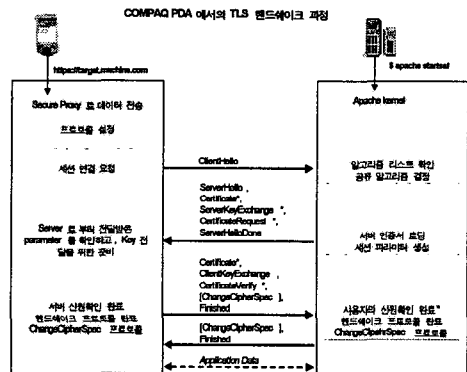 COMPAQ PDA 에서의 TLS 핸드쉐이크 과정
https://target.machine.com
$ apache startssl
Secure Proxy 로 데이터 전송
프로토콜 설정
Apache kernel
세션 연결 요청
ClientHello
알고리즘 리스트 확인
공유 알고리즘 결정
ServerHello ,
Certificate*,
ServerKeyExchange *,
CertificateRequest *,
ServerHelloDone
Server 로 부터 전달받은
parameter 를 확인하고, Key 전
달을 위한 준비
서버 인증서 로딩
세션 파라미터 생성
Certificate*,
ClientKeyExchange ,
CertificateVerify *,
[ChangeCipherSpec ],
Finished
서버 신원확인 완료
핸드쉐이크 프로토콜 완료
ChangeCipherSpec 프로토콜
사용자의 신원확인 완료*
핸드쉐이크 프로토콜 완료
ChangeCipehrSpec 프로토콜
[ChangeCipherSpec ],
Finished
Application Data